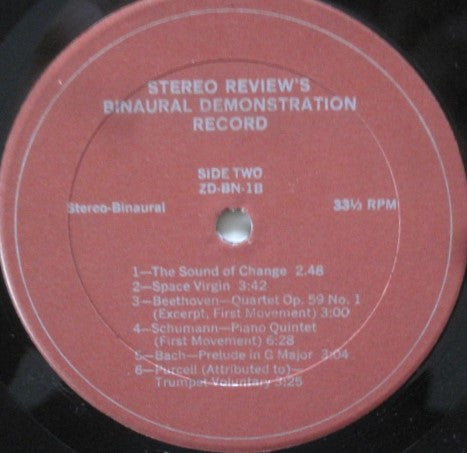 STEREO REVIEW'S
BINAURAL DEMONSTRATION
RECORD
SIDE TWO
ZD-BN-1B
Stereo-Binaural
33⅓ RPM
1—The Sound of Change 2.48
2—Space Virgin 3:42
3—Beethoven—Quartet Op. 59 No. 1
(Excerpt, First Movement) 3:00
4—Schumann—Piano Quintet
(First Movement) 6:28
5—Bach—Prelude in G Major 3:04
6—Purcell (Attributed to)—
Trumpet Voluntary 3:25